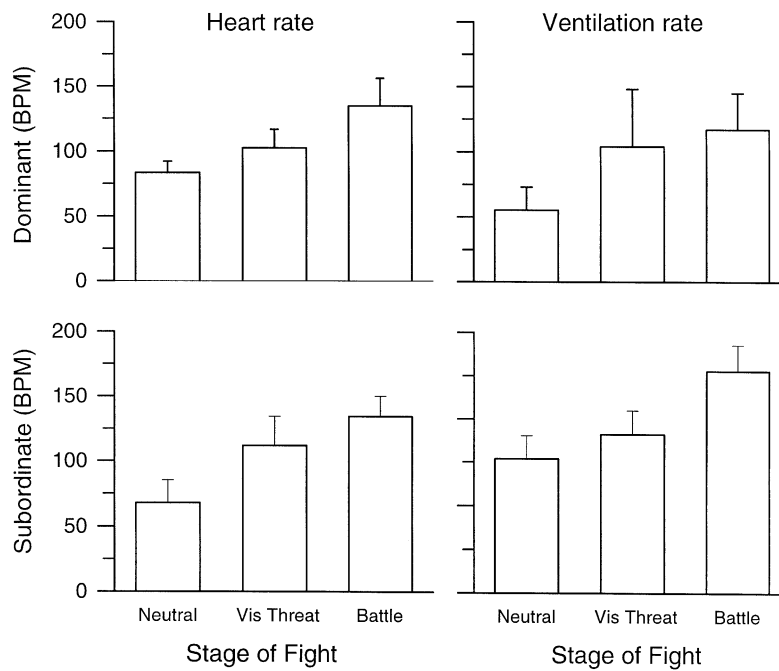 Heart rate
Ventilation rate
Dominant (BPM)
200
150
100
50
0
Subordinate (BPM)
200
150
100
50
0
Neutral Vis Threat Battle
Neutral Vis Threat Battle
Stage of Fight
Stage of Fight